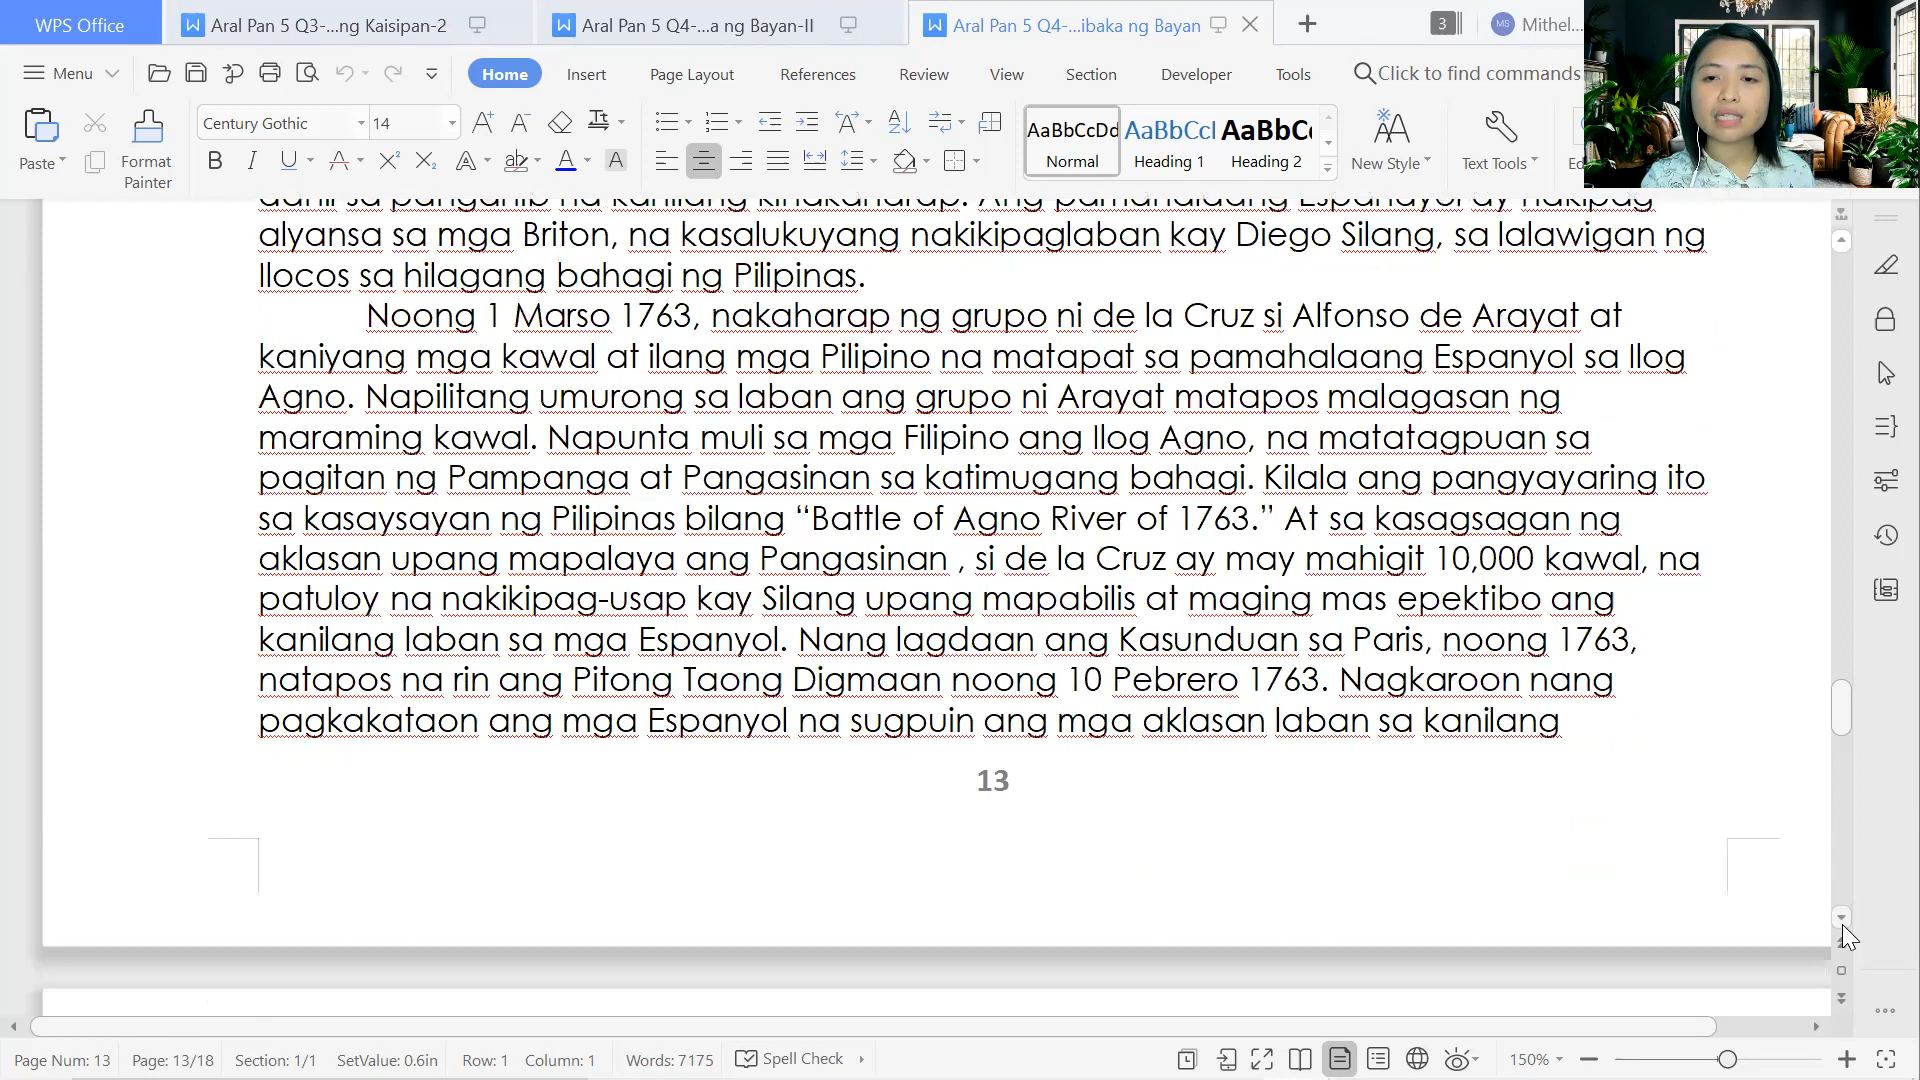 WPS Office
Aral Pan 5 Q3-...ng Kaisipan-2
Aral Pan 5 Q4-...a ng Bayan-II
Aral Pan 5 Q4-...ibaka ng Bayan
3
MS
Mithel...
Menu
Home
Insert
Page Layout
References
Review
View
Section
Developer
Tools
Click to find commands
Paste
Format
Painter
Century Gothic
14
AaBbCcDd
Normal
AaBbCcl
Heading 1
AaBbCc
Heading 2
New Style
Text Tools
alyansa sa mga Briton, na kasalukuyang nakikipaglaban kay Diego Silang, sa lalawigan ng
Ilocos sa hilagang bahagi ng Pilipinas.
Noong 1 Marso 1763, nakaharap ng grupo ni de la Cruz si Alfonso de Arayat at
kaniyang mga kawal at ilang mga Pilipino na matapat sa pamahalaang Espanyol sa Ilog
Agno. Napilitang umurong sa laban ang grupo ni Arayat matapos malagasan ng
maraming kawal. Napunta muli sa mga Filipino ang Ilog Agno, na matatagpuan sa
pagitan ng Pampanga at Pangasinan sa katimugang bahagi. Kilala ang pangyayaring ito
sa kasaysayan ng Pilipinas bilang “Battle of Agno River of 1763.” At sa kasagsagan ng
aklasan upang mapalaya ang Pangasinan , si de la Cruz ay may mahigit 10,000 kawal, na
patuloy na nakikipag-usap kay Silang upang mapabilis at maging mas epektibo ang
kanilang laban sa mga Espanyol. Nang lagdaan ang Kasunduan sa Paris, noong 1763,
natapos na rin ang Pitong Taong Digmaan noong 10 Pebrero 1763. Nagkaroon nang
pagkakataon ang mga Espanyol na sugpuin ang mga aklasan laban sa kanilang
13
Page Num: 13
Page: 13/18
Section: 1/1
SetValue: 0.6in
Row: 1
Column: 1
Words: 7175
Spell Check
150%